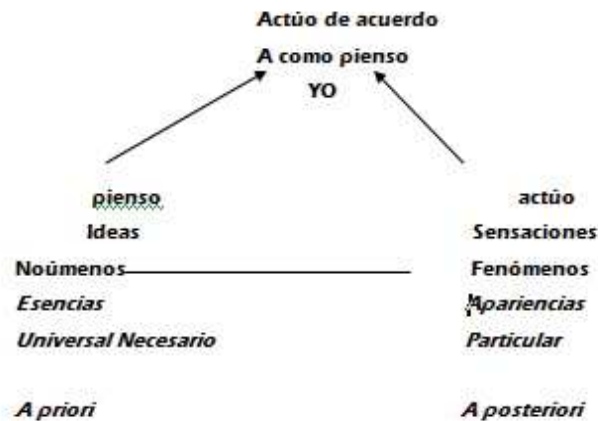 Actúo de acuerdo
A como pienso
YO
pienso
actúo
Ideas
Sensaciones
Noúmenos
Fenómenos
Esencias
Apariencias
Universal Necesario
Particular
A priori
A posteriori